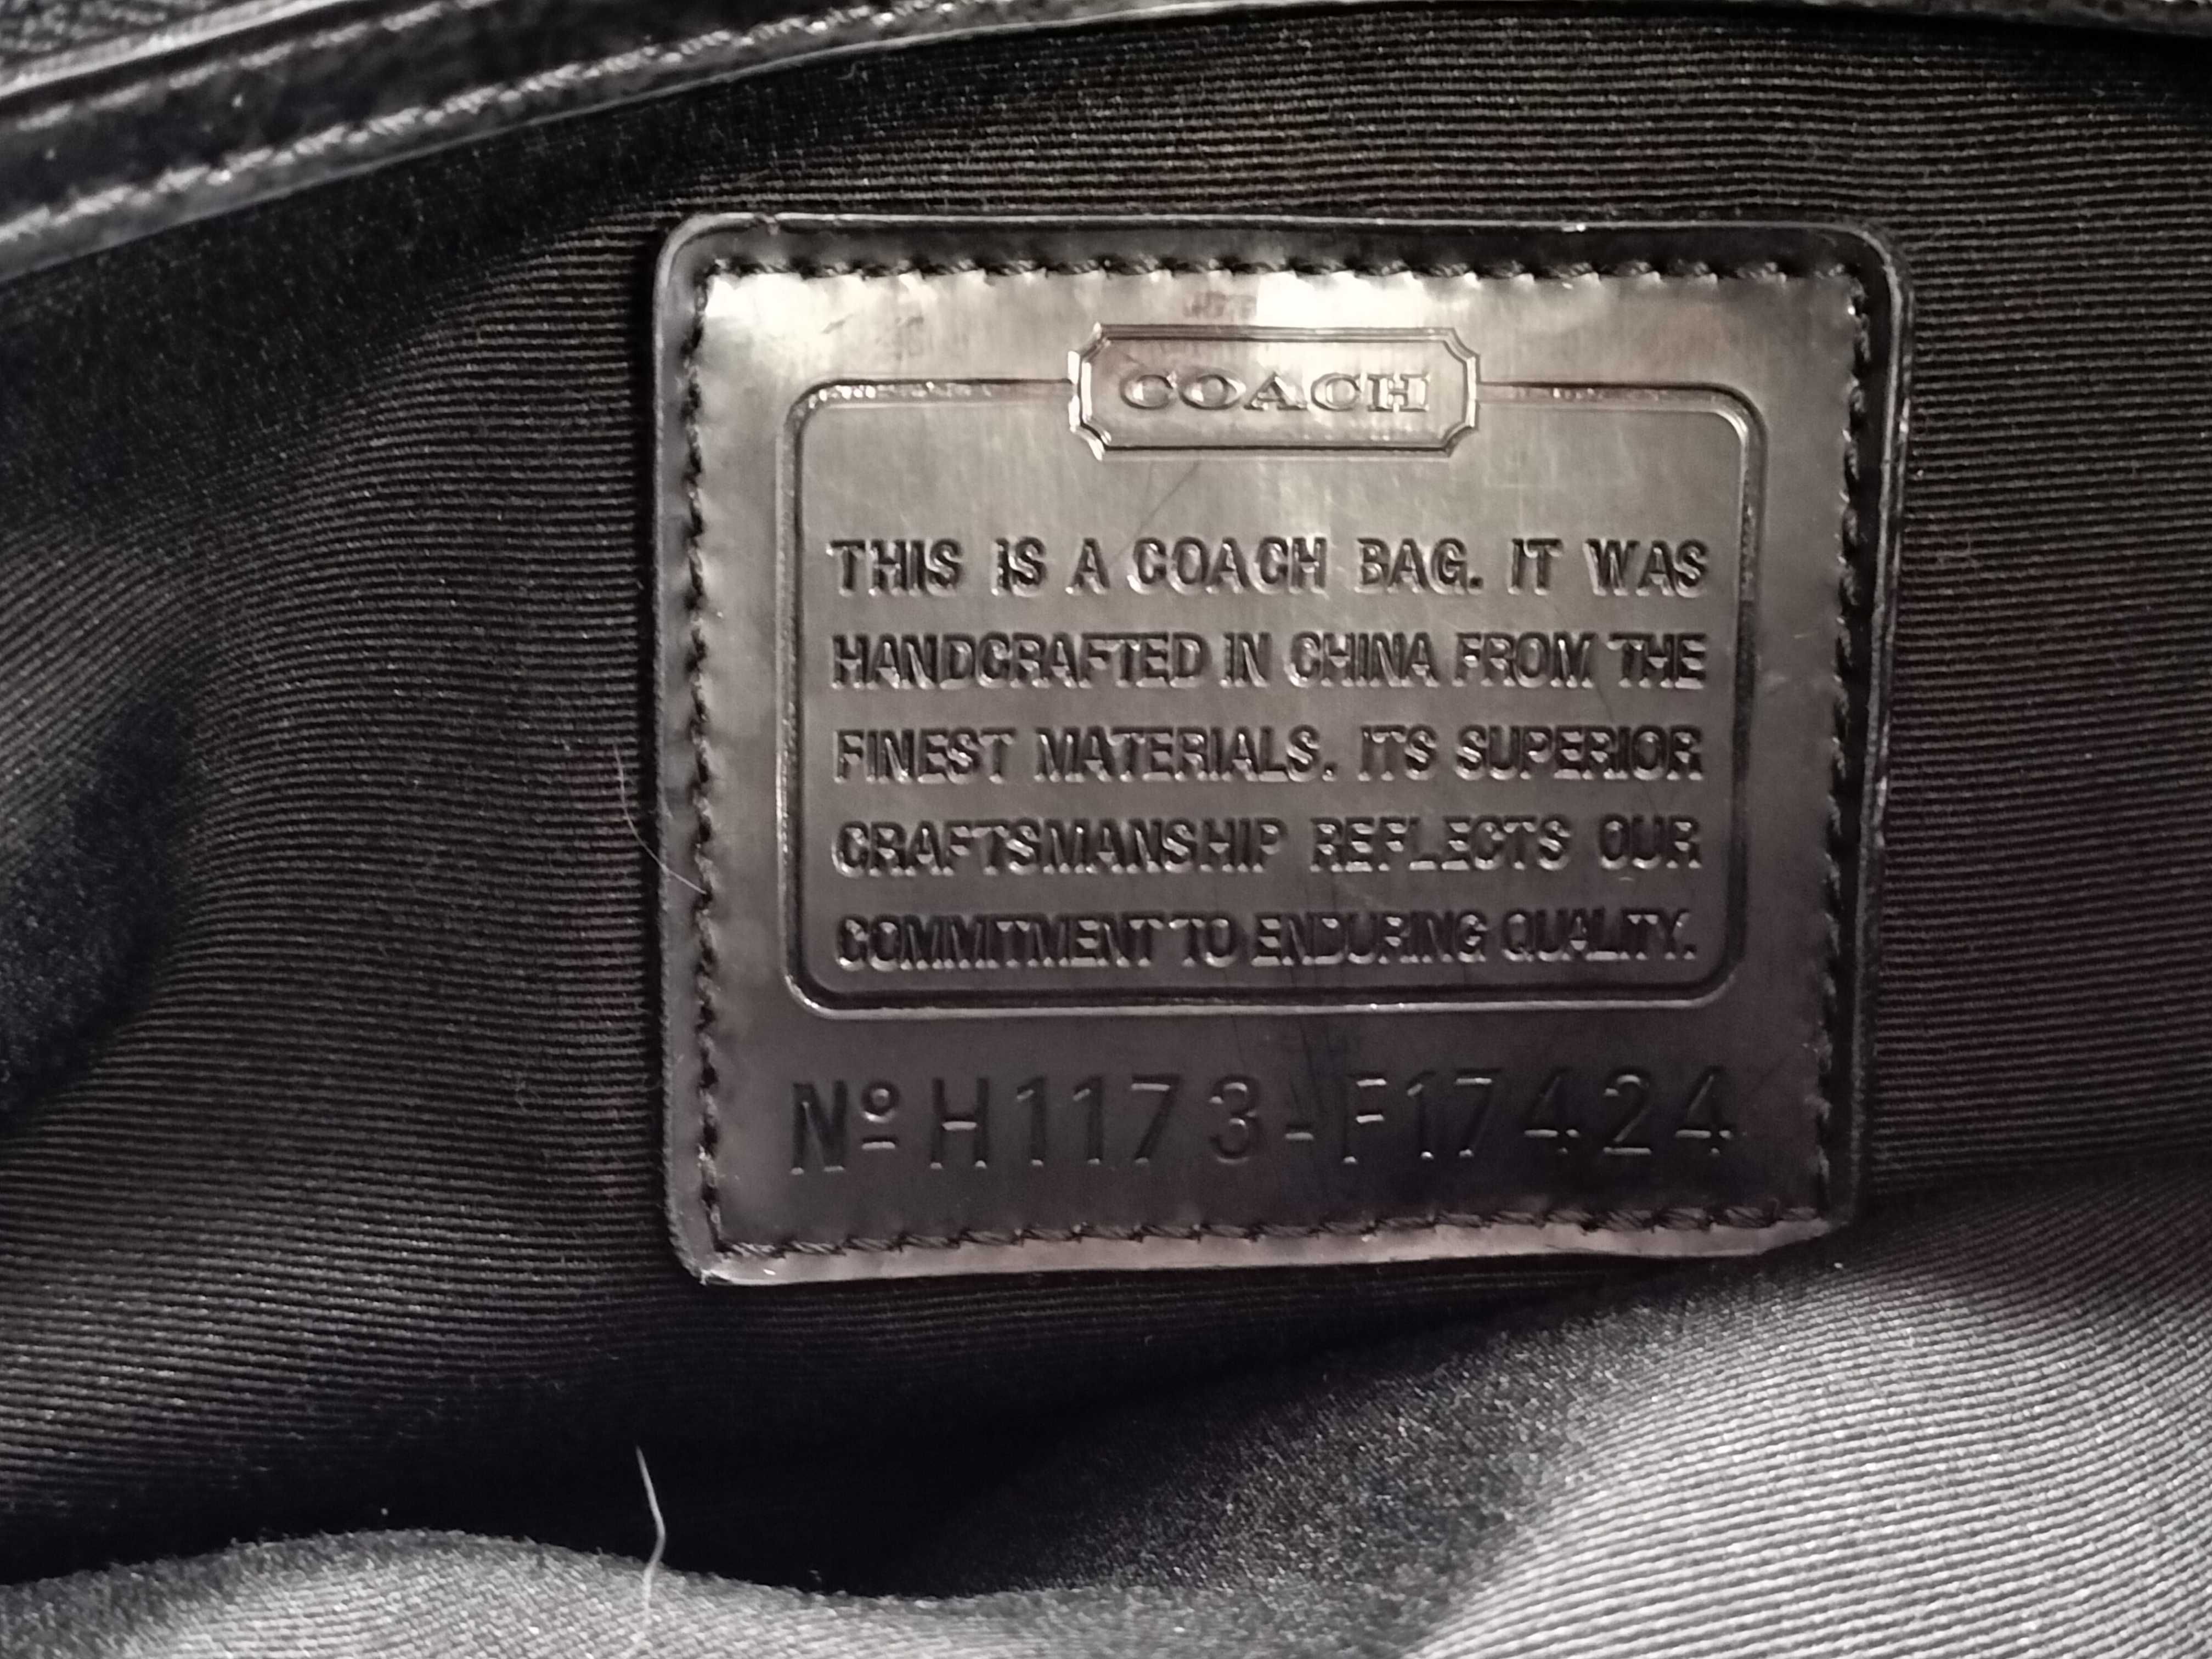 COACH
THIS IS A COACH BAG. IT WAS
HANDCRAFTED IN CHINA FROM THE
FINEST MATERIALS. ITS SUPERIOR
CRAFTSMANSHIP REFLECTS OUR
COMMITMENT TO ENDURING QUALITY.
Nº H1173-F17424